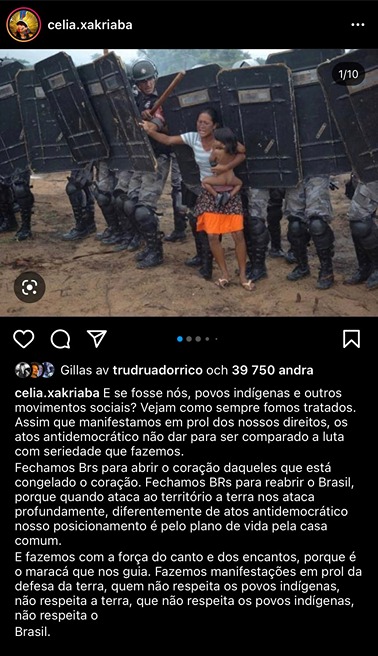 celia.xakriaba
1/10
Gillas av trudruadorrico och 39 750 andra
celia.xakriaba E se fosse nós, povos indígenas e outros
movimentos sociais? Vejam como sempre fomos tratados.
Assim que manifestamos em prol dos nossos direitos, os
atos antidemocrático não dar para ser comparado a luta
com seriedade que fazemos.
Fechamos Brs para abrir o coração daqueles que está
congelado o coração. Fechamos BRs para reabrir o Brasil,
porque quando ataca ao território a terra nos ataca
profundamente, diferentemente de atos antidemocrático
nosso posicionamento é pelo plano de vida pela casa
comum.
E fazemos com a força do canto e dos encantos, porque é
o maracá que nos guia. Fazemos manifestações em prol da
defesa da terra, quem não respeita os povos indígenas,
não respeita a terra, que não respeita os povos indígenas,
não respeita o
Brasil.